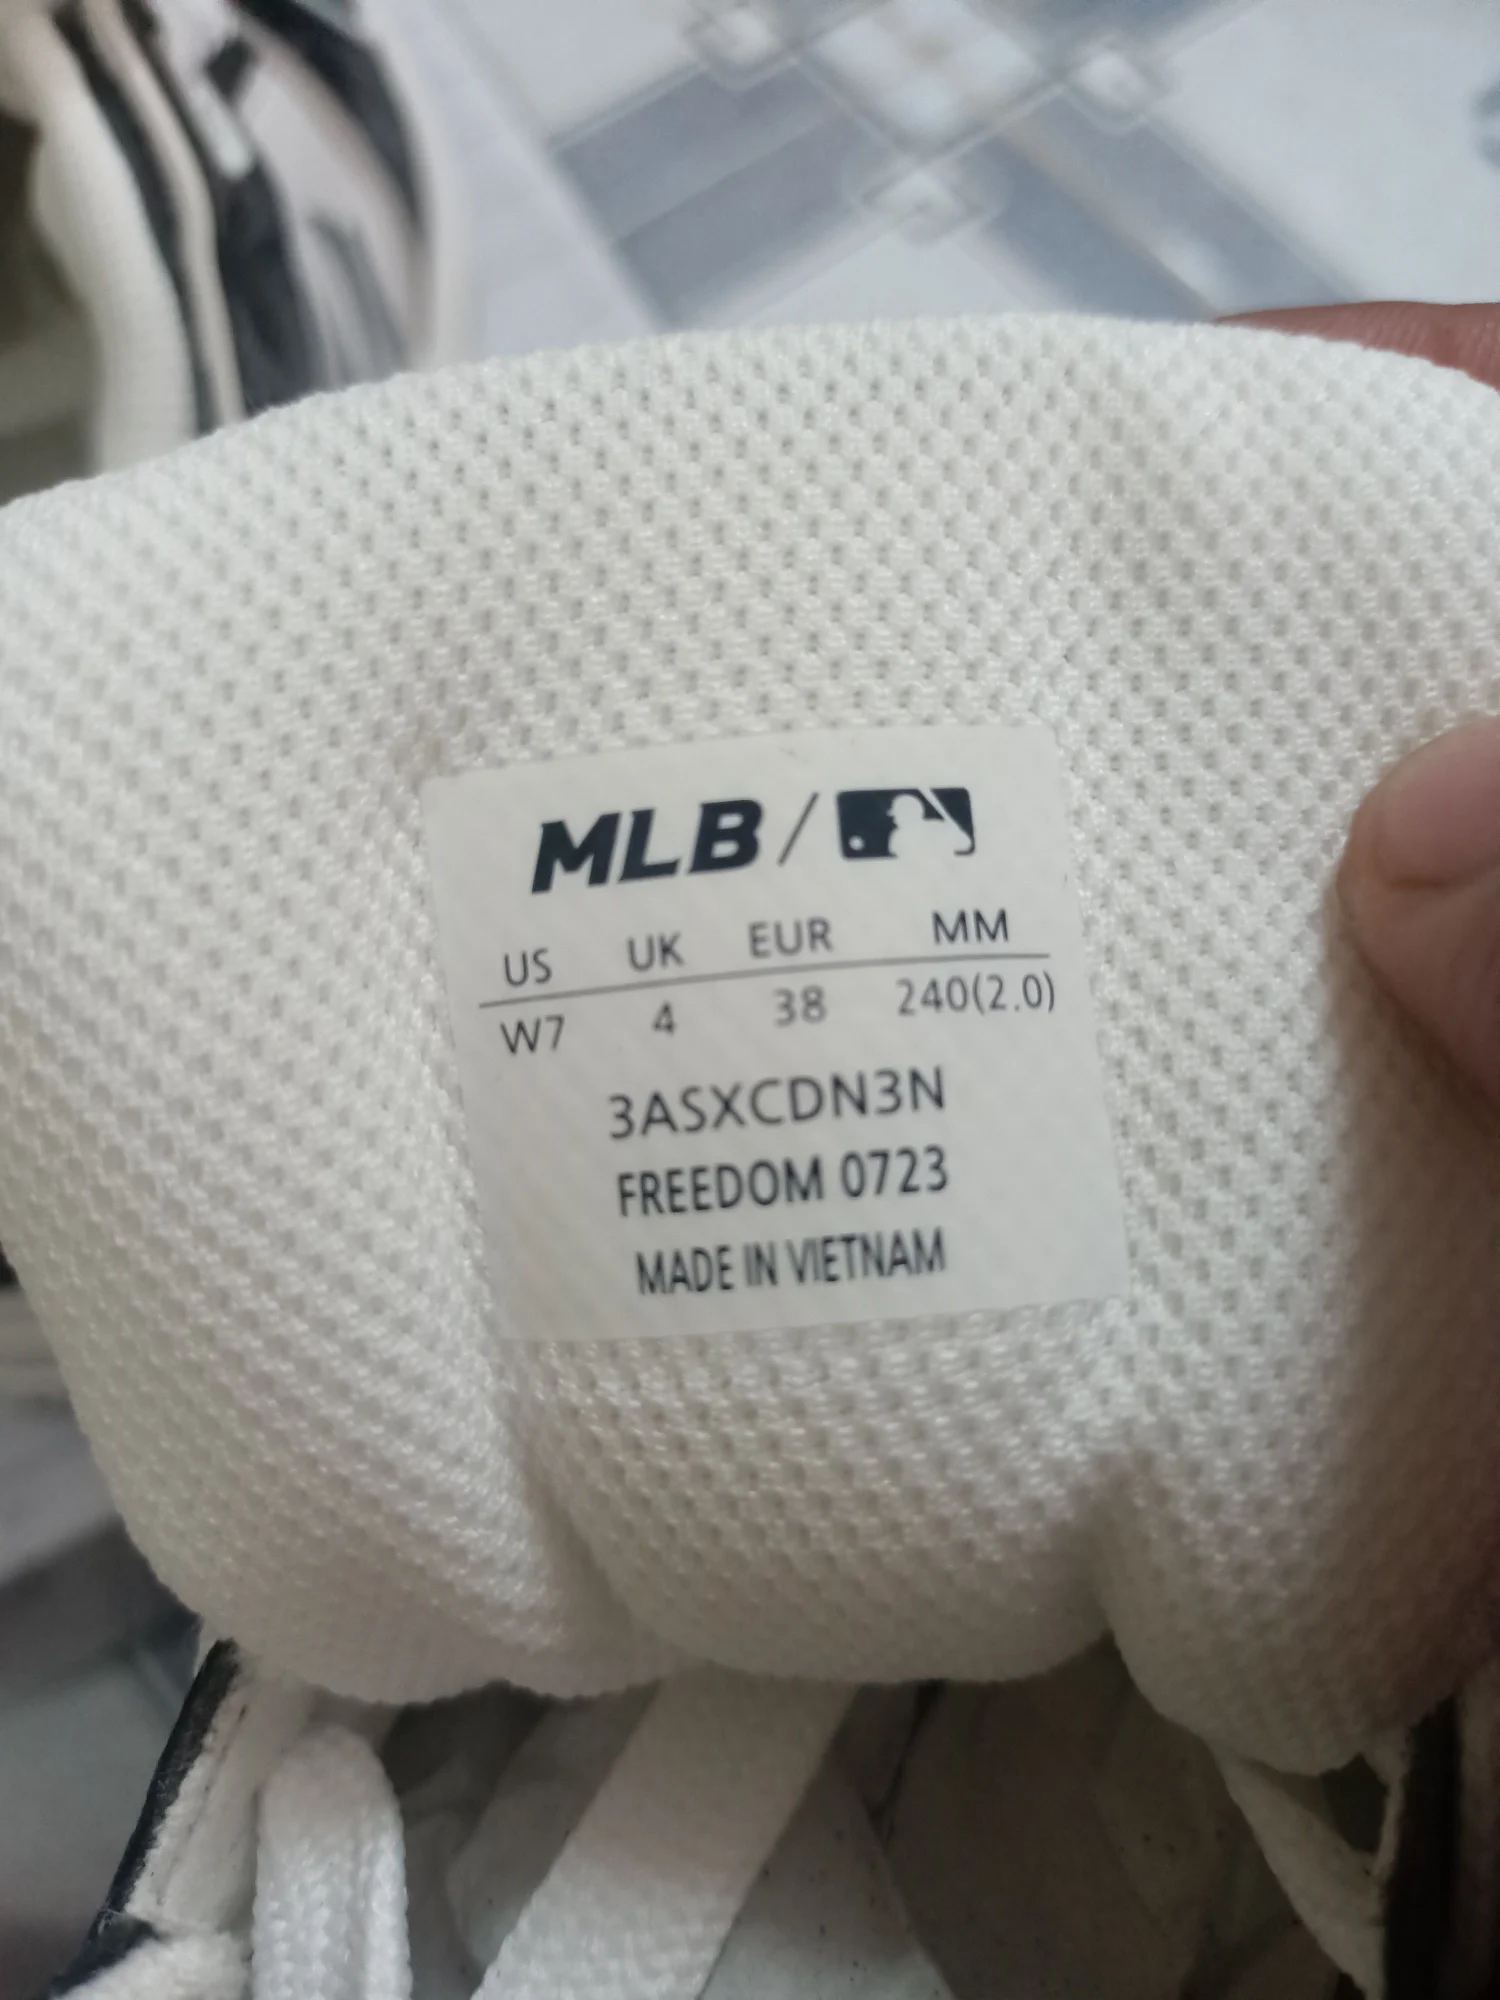 MLB /
US UK EUR MM
W7 4 38 240(2.0)
3ASXCDN3N
FREEDOM 0723
MADE IN VIETNAM